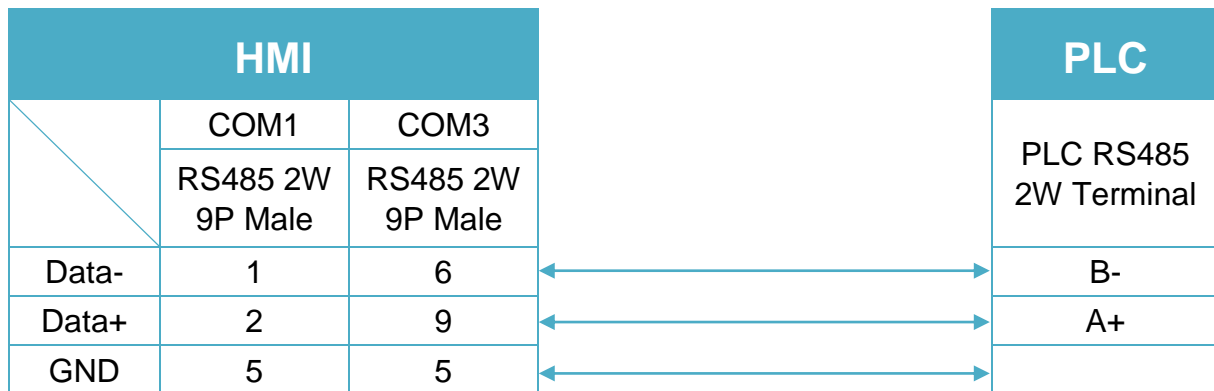 HMI PLC
COM1 COM3
RS485 2W RS485 2W
9P Male 9P Male
PLC RS485
2W Terminal
Data- 1 6 B-
Data+ 2 9 A+
GND 5 5